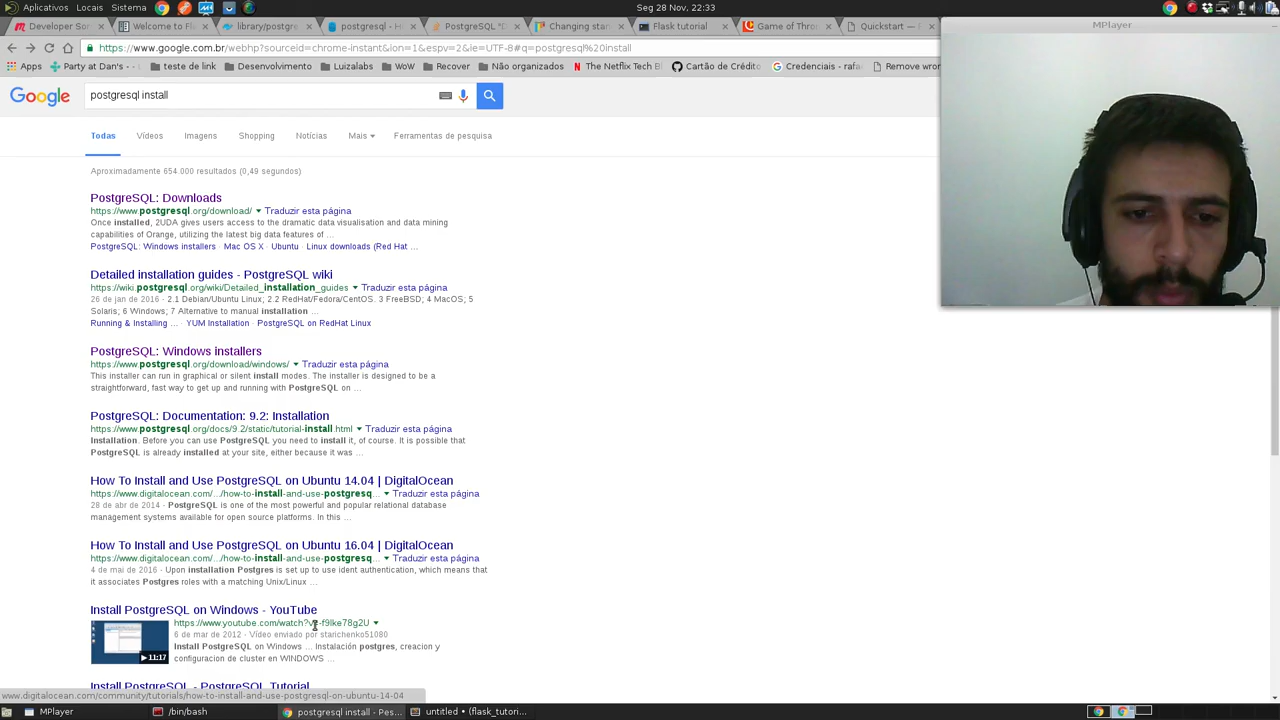 Aplicativos Locais Sistema
Seg 28 Nov, 22:33
Developer So
Welcome to Fl
library/postgre
postgresql - H
PostgreSQL "D
Changing stan
Flask tutorial
Game of Thron
Quickstart —
MPlayer
https://www.google.com.br/webhp?sourceid=chrome-instant&ion=1&espv=2&ie=UTF-8#q=postgresql%20install
Apps
Party at Dan's...
teste de link
Desenvolvimento
Luizalabs
WoW
Recover
Não organizados
The Netflix Tech Bl
Cartão de Crédito
Credenciais - rafa
Remove wron
Google
postgresql install
Todas
Vídeos
Imagens
Shopping
Notícias
Mais
Ferramentas de pesquisa
Aproximadamente 654.000 resultados (0,49 segundos)
PostgreSQL: Downloads
https://www.postgresql.org/download/ Traduzir esta página
Once installed, 2UDA gives users access to the dramatic data visualisation and data mining
capabilities of Orange, utilizing the latest big data features of ...
PostgreSQL: Windows installers · Mac OS X · Ubuntu · Linux downloads (Red Hat ...
Detailed installation guides - PostgreSQL wiki
https://wiki.postgresql.org/wiki/Detailed_installation_guides Traduzir esta página
26 de jan de 2016 - 2.1 Debian/Ubuntu Linux; 2.2 RedHat/Fedora/CentOS. 3 FreeBSD; 4 MacOS; 5
Solaris; 6 Windows; 7 Alternative to manual installation ...
Running & Installing ... · YUM Installation · PostgreSQL on RedHat Linux
PostgreSQL: Windows installers
https://www.postgresql.org/download/windows/ Traduzir esta página
This installer can run in graphical or silent install modes. The installer is designed to be a
straightforward, fast way to get up and running with PostgreSQL on ...
PostgreSQL: Documentation: 9.2: Installation
https://www.postgresql.org/docs/9.2/static/tutorial-install.html Traduzir esta página
Installation. Before you can use PostgreSQL you need to install it, of course. It is possible that
PostgreSQL is already installed at your site, either because it was ...
How To Install and Use PostgreSQL on Ubuntu 14.04 | DigitalOcean
https://www.digitalocean.com/.../how-to-install-and-use-postgresq... Traduzir esta página
28 de abr de 2014 - PostgreSQL is one of the most powerful and popular relational database
management systems available for open source platforms. In this ...
How To Install and Use PostgreSQL on Ubuntu 16.04 | DigitalOcean
https://www.digitalocean.com/.../how-to-install-and-use-postgresq... Traduzir esta página
4 de mai de 2016 - Upon installation Postgres is set up to use ident authentication, which means that
it associates Postgres roles with a matching Unix/Linux ...
Install PostgreSQL on Windows - YouTube
6 de mar de 2012 - Vídeo enviado por starichenko51080
Install PostgreSQL on Windows ... Instalación postgres, creacion y
configuracion de cluster en WINDOWS ...
11:17
Install PostgreSQL - PostgreSQL Tutorial
www.digitalocean.com/community/tutorials/how-to-install-and-use-postgresql-on-ubuntu-14-04
MPlayer
/bin/bash
postgresql install - Pes...
untitled • (flask_tutori...